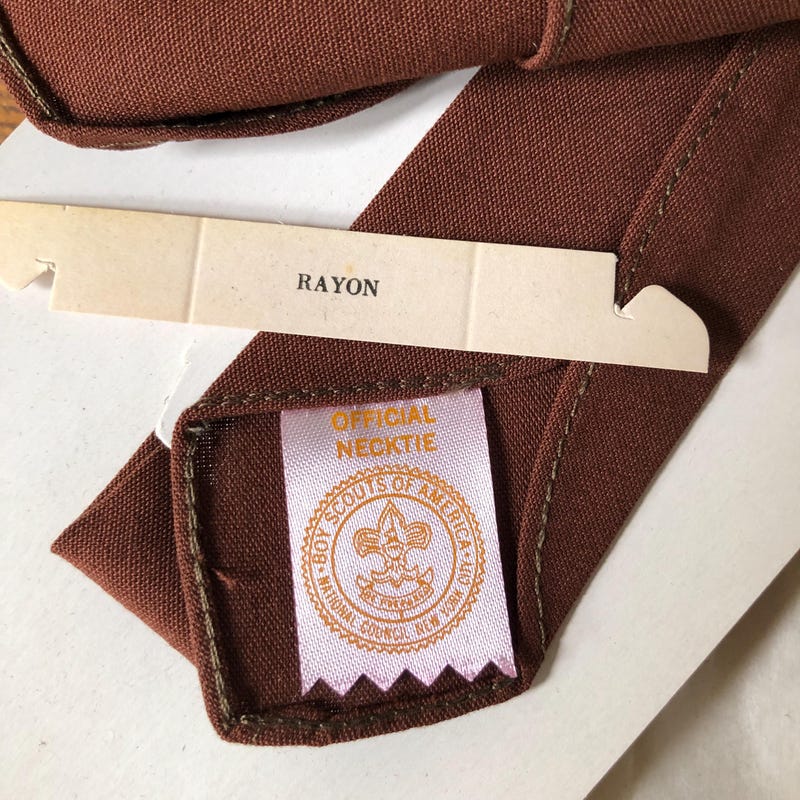 RAYON
OFFICIAL
NECKTIE
BOY SCOUTS OF AMERICA
NATIONAL COUNCIL NEW YORK CITY
BE PREPARED